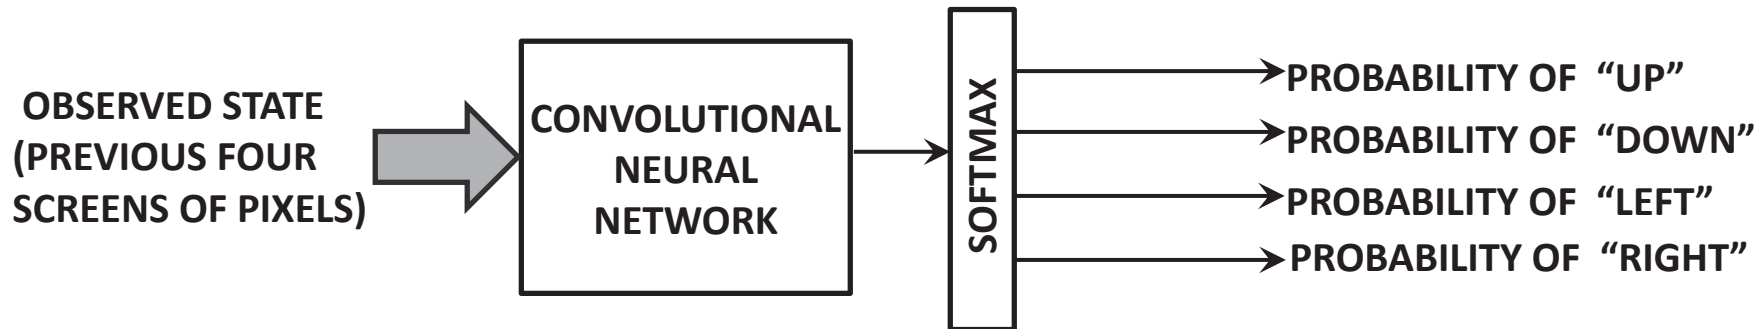 OBSERVED STATE
(PREVIOUS FOUR
SCREENS OF PIXELS)
CONVOLUTIONAL
NEURAL
NETWORK
SOFTMAX
PROBABILITY OF “UP”
PROBABILITY OF “DOWN”
PROBABILITY OF “LEFT”
PROBABILITY OF “RIGHT”